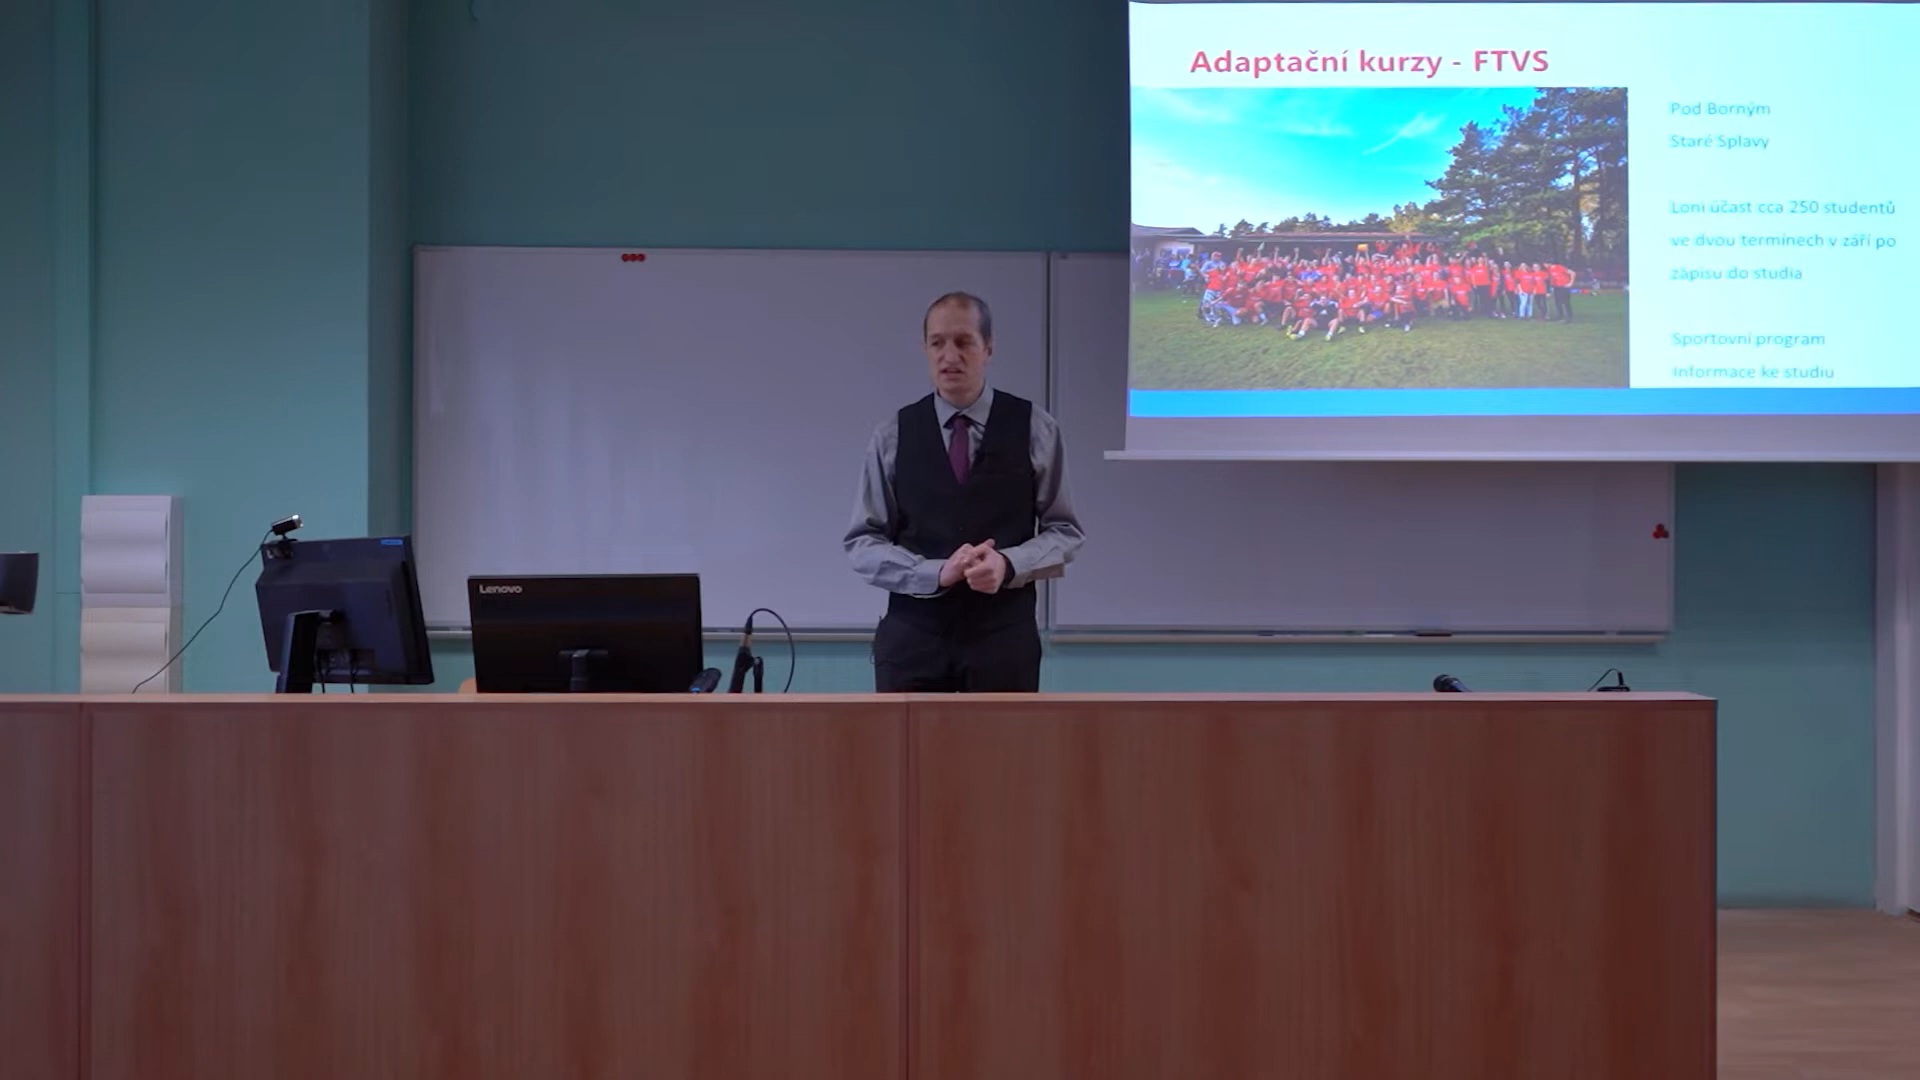 Adaptační kurzy - FTVS
Pod Borným
Staré Splavy
Loni účast cca 250 studentů
ve dvou termínech v září po
zápisu do studia
Sportovní program
Informace ke studiu
Lenovo